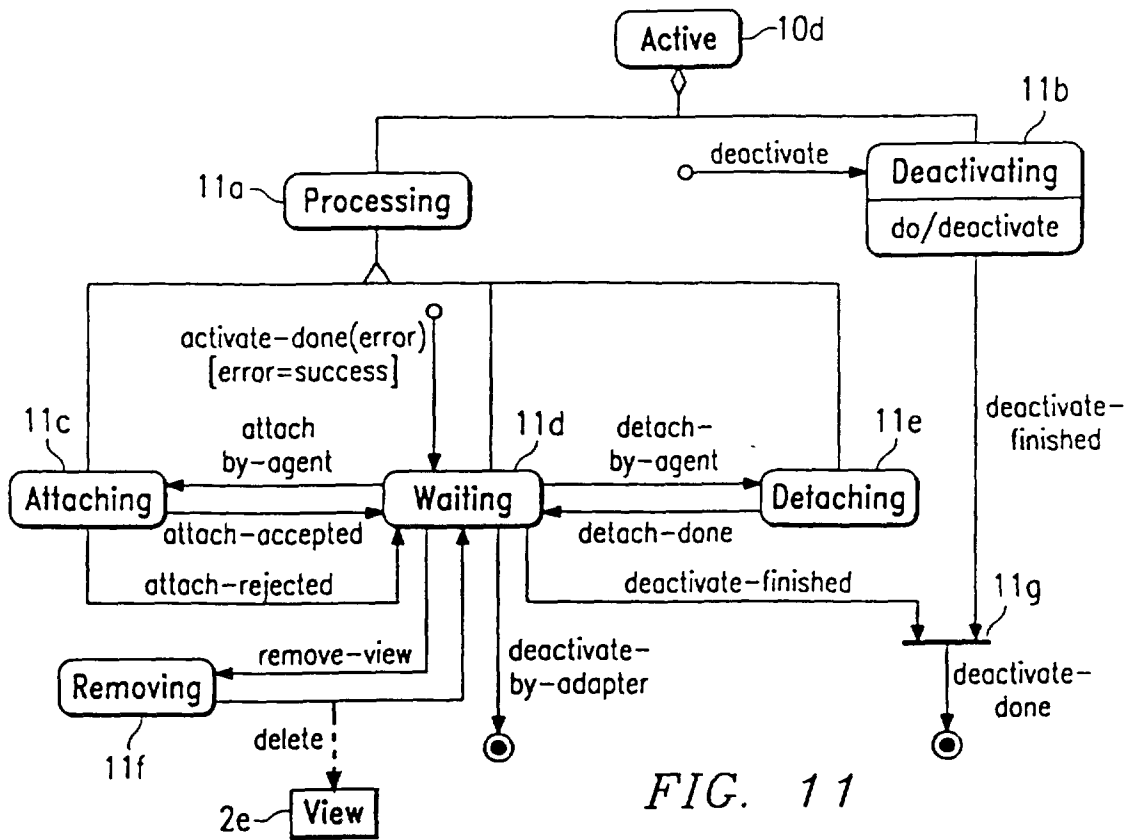 Active
10d
11b
deactivate
Deactivating
do/deactivate
11a
Processing
activate-done(error)
[error=success]
11c
attach
by-agent
11d
detach-
by-agent
11e
deactivate-
finished
Attaching
Waiting
Detaching
attach-accepted
detach-done
attach-rejected
deactivate-finished
11g
remove-view
deactivate-
by-adapter
deactivate-
done
Removing
11f
delete
2e
View
FIG. 11